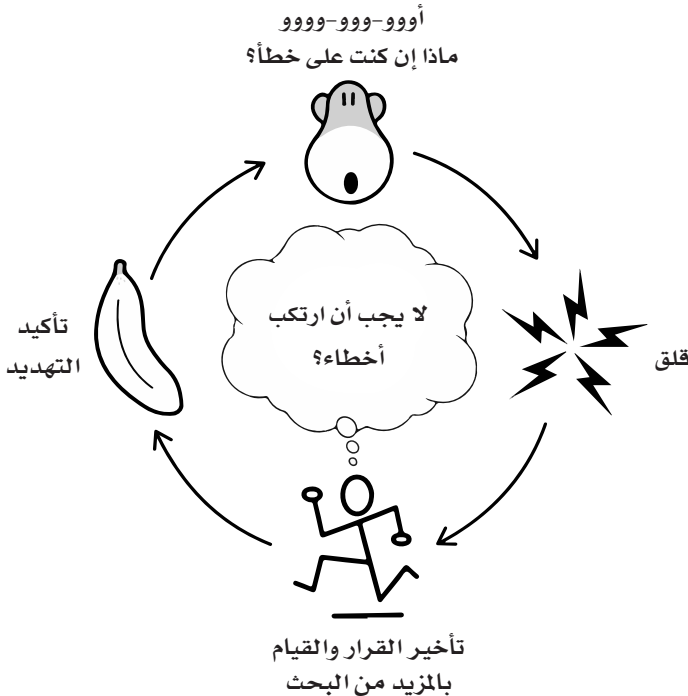 أووو-ووو-وووو
ماذا إن كنت على خطأ؟
لا يجب أن ارتكب
أخطاء؟
قلق
تأكيد
التهديد
تأخير القرار والقيام
بالمزيد من البحث